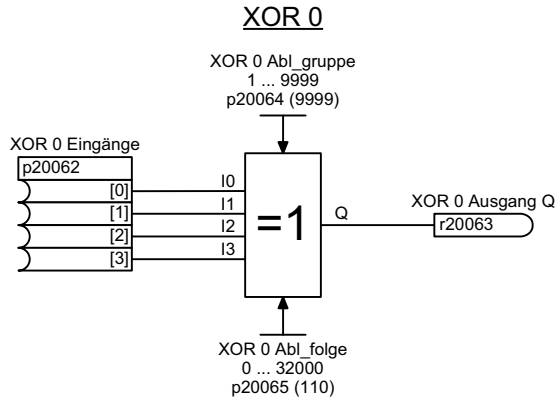 XOR 0
XOR 0 Abl_gruppe
1 ... 9999
p20064 (9999)
XOR 0 Eingänge
p20062
[0]
I0
[1]
I1
[2]
I2
[3]
I3
=1
Q
XOR 0 Ausgang Q
r20063
XOR 0 Abl_folge
0 ... 32000
p20065 (110)